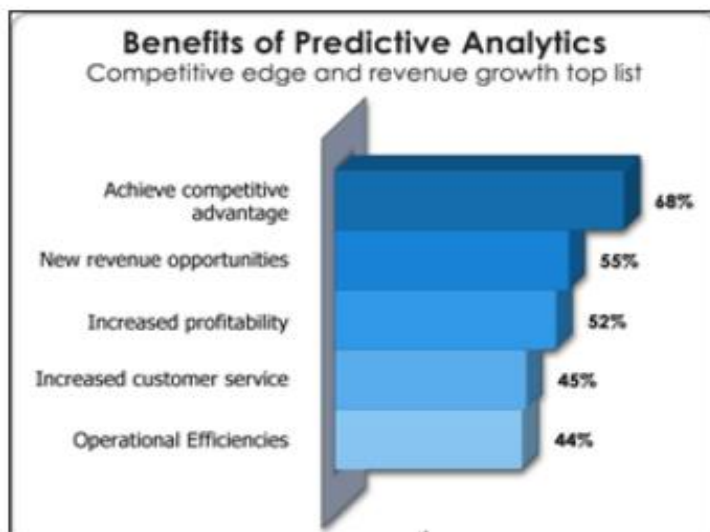 Benefits of Predictive Analytics
Competitive edge and revenue growth top list
Achieve competitive
advantage
68%
New revenue opportunities
55%
Increased profitability
52%
Increased customer service
45%
Operational Efficiencies
44%